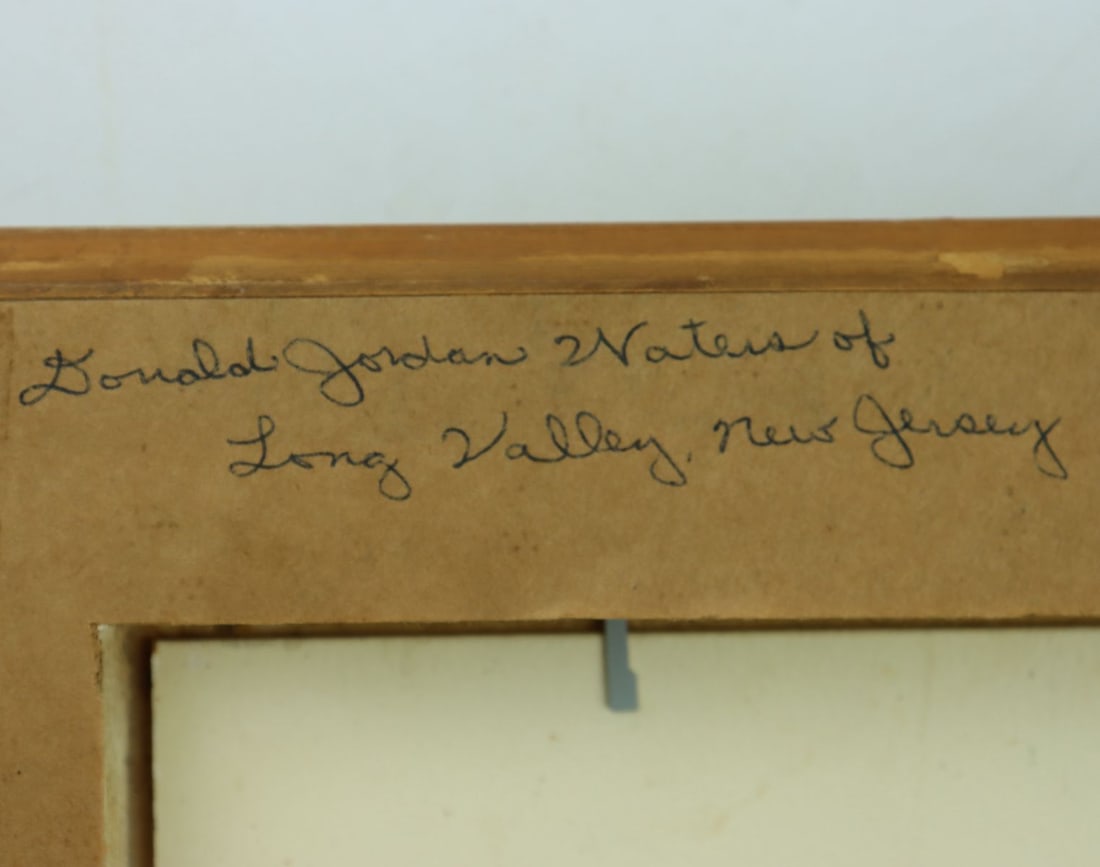 Donald Jordan Waters of
Long Valley, New Jersey